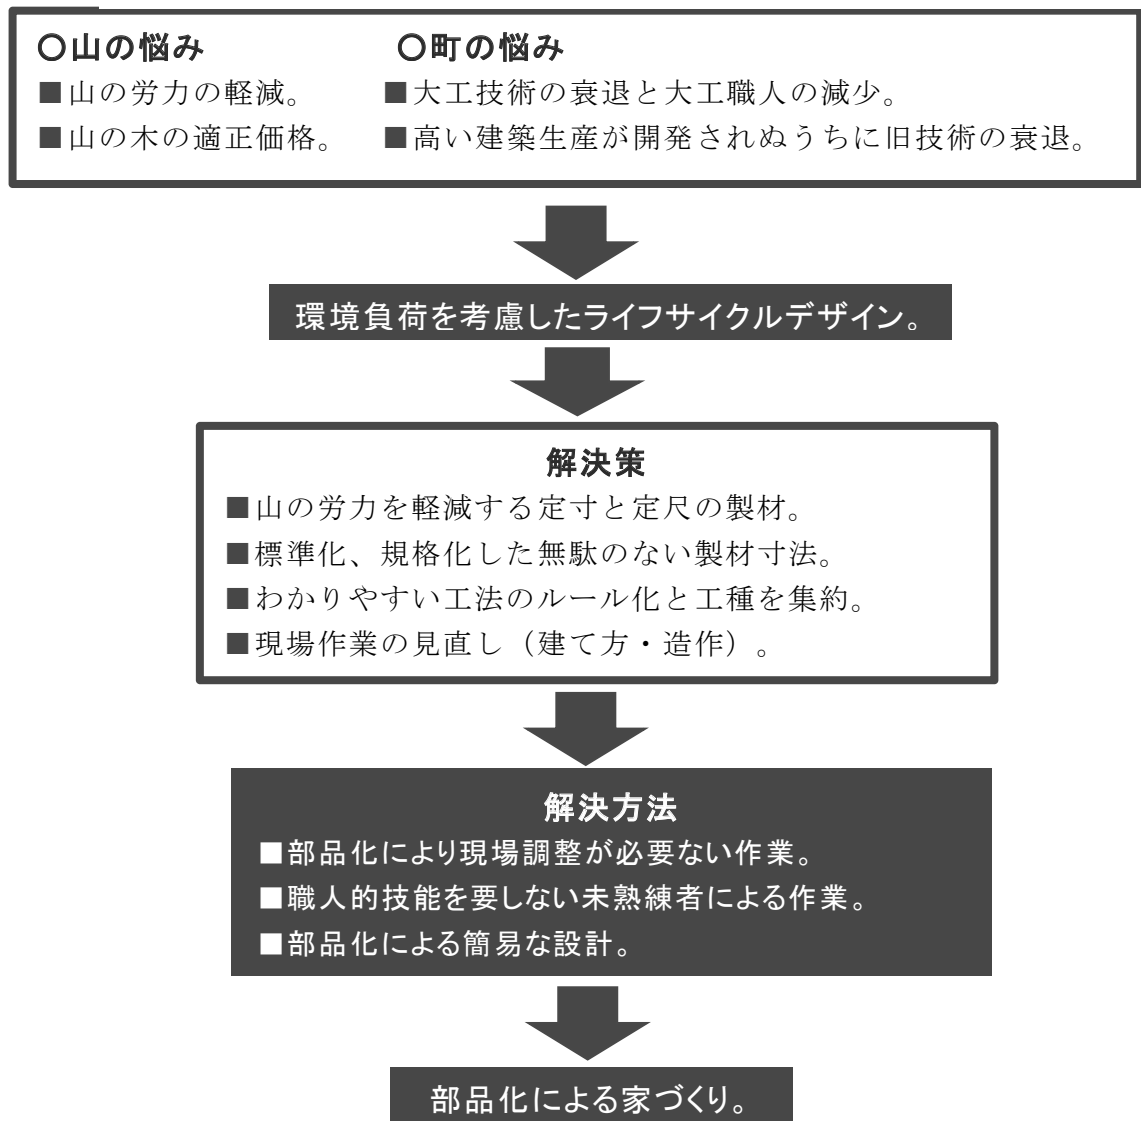 〇山の悩み
■山の労力の軽減。
■山の木の適正価格。
〇町の悩み
■大工技術の衰退と大工職人の減少。
■高い建築生産が開発されぬうちに旧技術の衰退。
環境負荷を考慮したライフサイクルデザイン。
解決策
■山の労力を軽減する定寸と定尺の製材。
■標準化、規格化した無駄のない製材寸法。
■わかりやすい工法のルール化と工種を集約。
■現場作業の見直し（建て方・造作）。
解決方法
■部品化により現場調整が必要ない作業。
■職人的技能を要しない未熟練者による作業。
■部品化による簡易な設計。
部品化による家づくり。